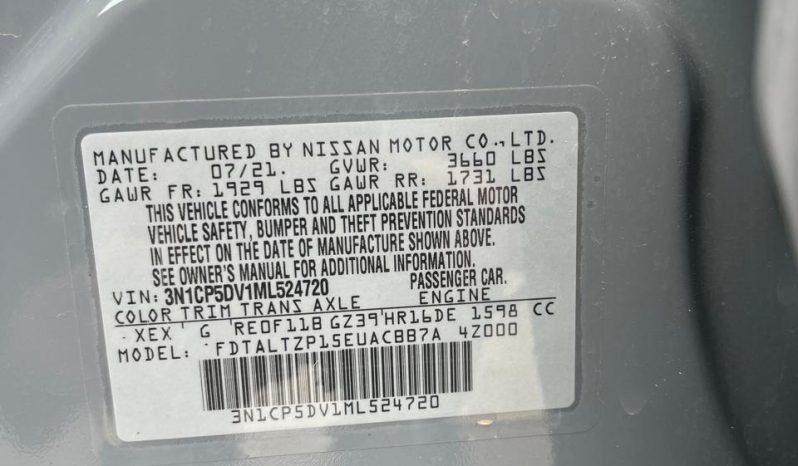 MANUFACTURED BY NISSAN MOTOR CO., LTD.
DATE: 07/21. GVWR: 3660 LBS
GAWR FR: 1929 LBS GAWR RR: 1731 LBS
THIS VEHICLE CONFORMS TO ALL APPLICABLE FEDERAL MOTOR
VEHICLE SAFETY, BUMPER AND THEFT PREVENTION STANDARDS
IN EFFECT ON THE DATE OF MANUFACTURE SHOWN ABOVE.
SEE OWNER'S MANUAL FOR ADDITIONAL INFORMATION.
VIN: 3N1CP5DV1ML524720 PASSENGER CAR.
COLOR TRIM TRANS AXLE ENGINE
XEX G RE0F11B GZ39 HR16DE 1598 CC
MODEL: FDTALTZP15EUACBB7A 4Z000
3N1CP5DV1ML524720